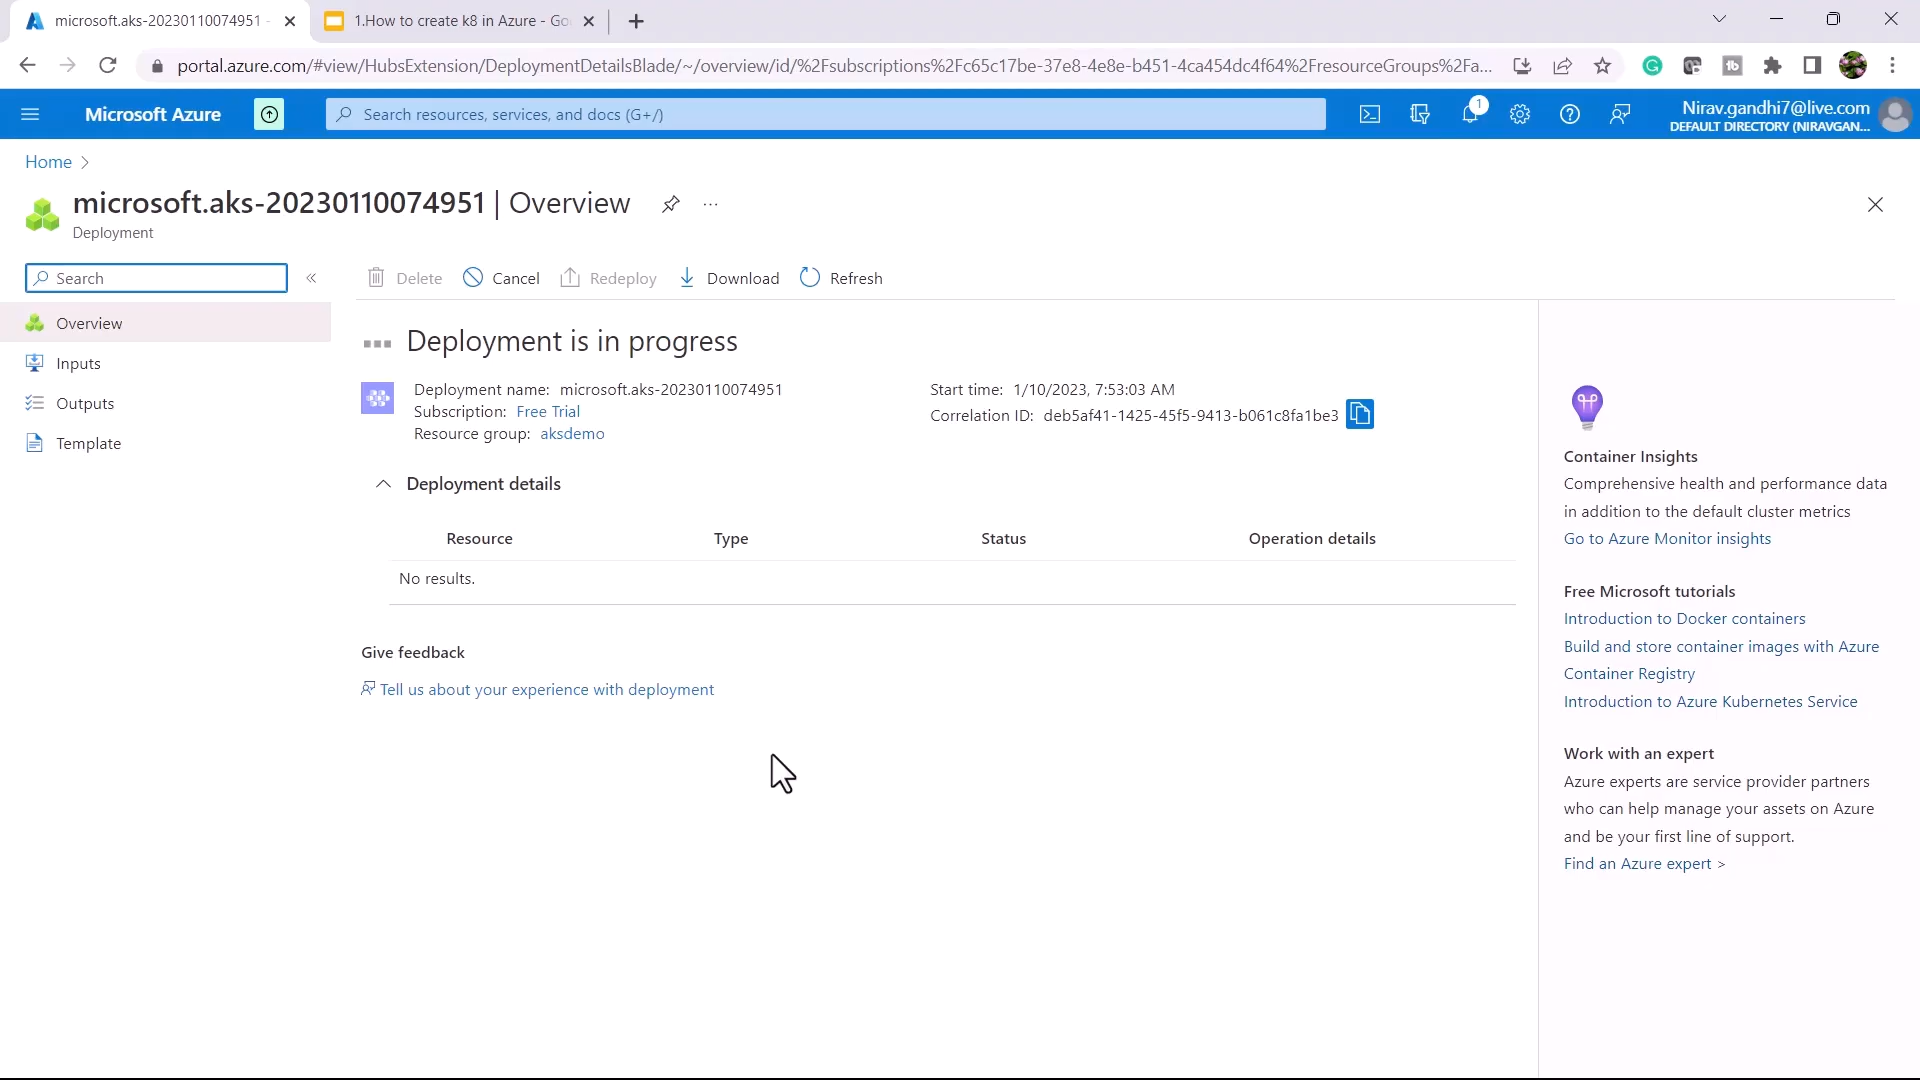 microsoft.aks-20230110074951 -
1.How to create k8 in Azure - Go
portal.azure.com/#view/HubsExtension/DeploymentDetailsBlade/~/overview/id/%2Fsubscriptions%2Fc65c17be-37e8-4e8e-b451-4ca454dc4f64%2FresourceGroups%2Fa...
Microsoft Azure
Search resources, services, and docs (G+/)
1
Nirav.gandhi7@live.com
DEFAULT DIRECTORY (NIRAVGAN...
Home
microsoft.aks-20230110074951 | Overview
...
Deployment
Search
«
Delete
Cancel
Redeploy
Download
Refresh
Overview
Inputs
Outputs
Template
Deployment is in progress
Deployment name: microsoft.aks-20230110074951
Subscription: Free Trial
Resource group: aksdemo
Start time: 1/10/2023, 7:53:03 AM
Correlation ID: deb5af41-1425-45f5-9413-b061c8fa1be3
Deployment details
Resource
Type
Status
Operation details
No results.
Give feedback
Tell us about your experience with deployment
Container Insights
Comprehensive health and performance data
in addition to the default cluster metrics
Go to Azure Monitor insights
Free Microsoft tutorials
Introduction to Docker containers
Build and store container images with Azure
Container Registry
Introduction to Azure Kubernetes Service
Work with an expert
Azure experts are service provider partners
who can help manage your assets on Azure
and be your first line of support.
Find an Azure expert >